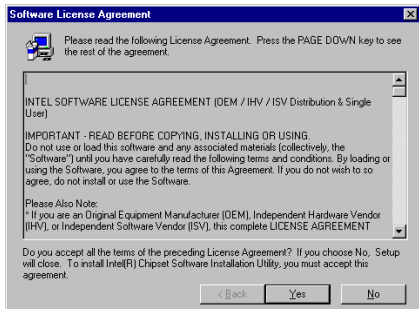 Software License Agreement
Please read the following License Agreement. Press the PAGE DOWN key to see
the rest of the agreement.
INTEL SOFTWARE LICENSE AGREEMENT (OEM / IHV / ISV Distribution & Single
User)
IMPORTANT - READ BEFORE COPYING, INSTALLING OR USING.
Do not use or load this software and any associated materials (collectively, the
"Software") until you have carefully read the following terms and conditions. By loading or
using the Software, you agree to the terms of this Agreement. If you do not wish to so
agree, do not install or use the Software.
Please Also Note:
* If you are an Original Equipment Manufacturer (OEM), Independent Hardware Vendor
(IHV), or Independent Software Vendor (ISV), this complete LICENSE AGREEMENT
Do you accept all the terms of the preceding License Agreement? If you choose No, Setup
will close. To install Intel(R) Chipset Software Installation Utility, you must accept this
agreement.
< Back Yes No